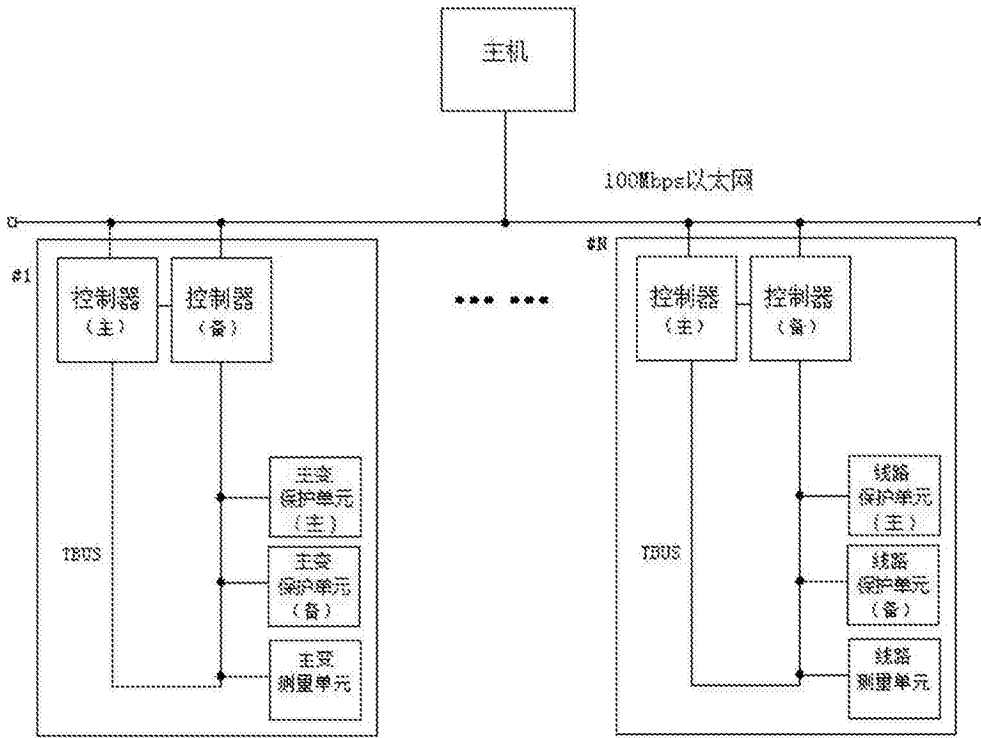 主机
100Mbps以太网
#1
控制器
（主）
控制器
（备）
主变
保护单元
（主）
主变
保护单元
（备）
主变
测量单元
TBUS
#N
控制器
（主）
控制器
（备）
线路
保护单元
（主）
线路
保护单元
（备）
线路
测量单元
TBUS